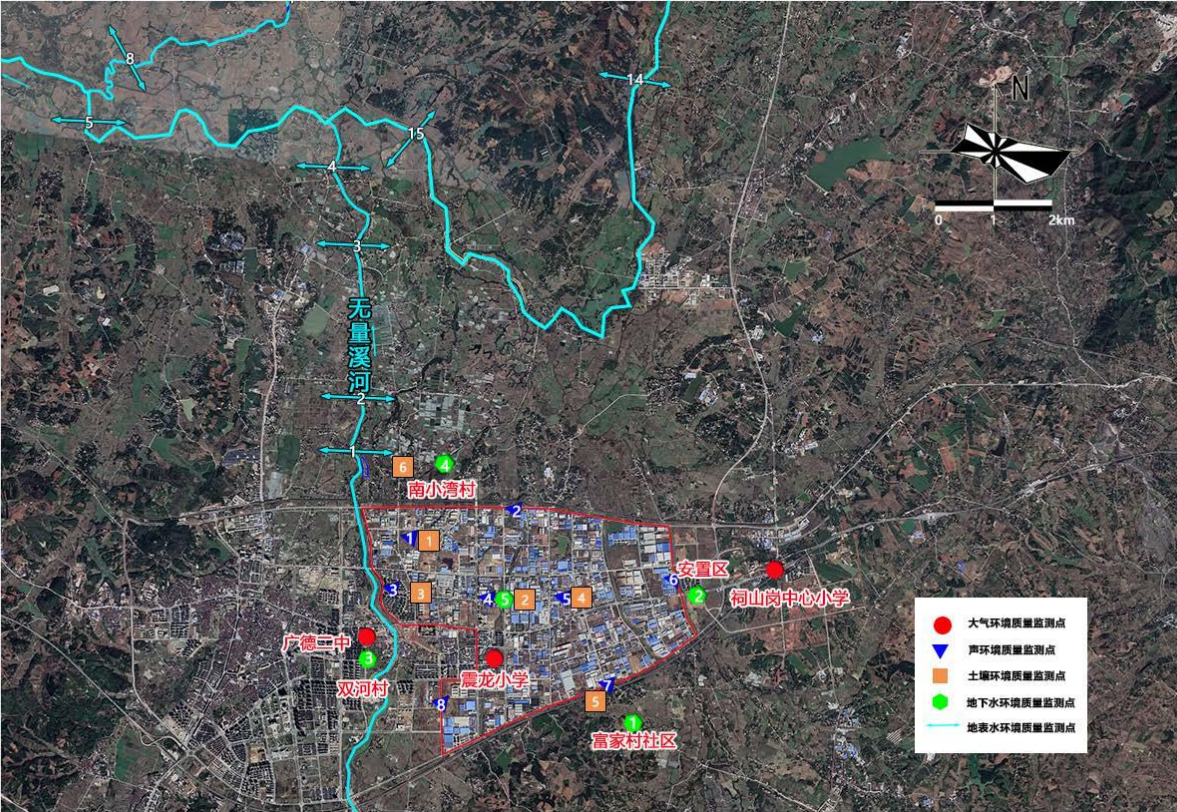 8
14
N
5
15
4
0 1 2km
3
无量溪河
2
1
6
4
南小湾村
2
1
1
安置区
6
3
3
4
5
2
5
4
2
祠山岗中心小学
广德二中
3
双河村
震龙小学
7
8
5
1
富家村社区
大气环境质量监测点
声环境质量监测点
土壤环境质量监测点
地下水环境质量监测点
地表水环境质量监测点